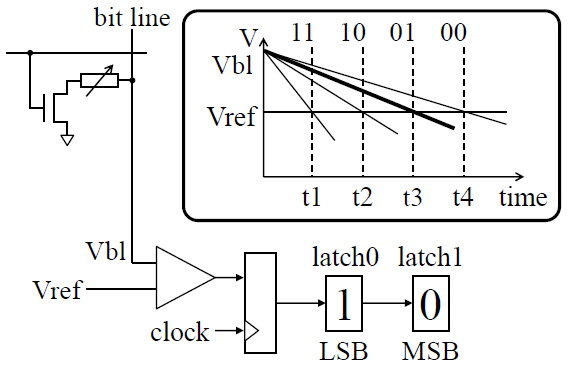 bit line
V 11 10 01 00
Vbl
Vref
t1 t2 t3 t4 time
Vbl
Vref
clock
latch0 latch1
1 0
LSB MSB